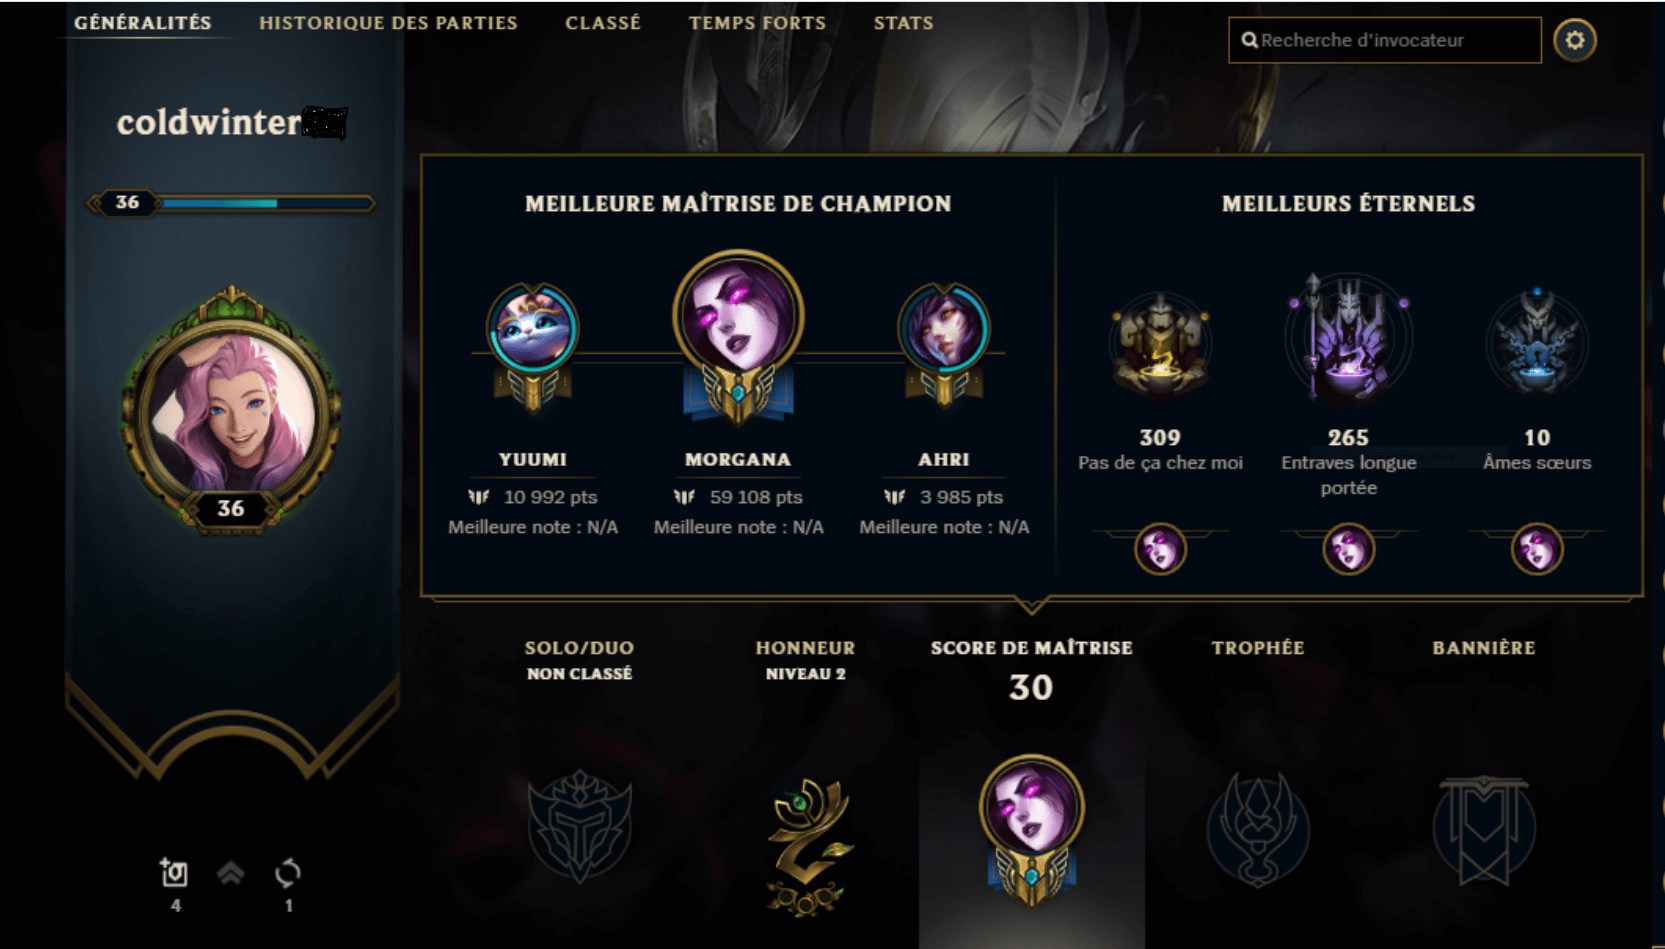 GÉNÉRALITÉS HISTORIQUE DES PARTIES CLASSÉ TEMPS FORTS STATS
Recherche d'invocateur
coldwinter
36
MEILLEURE MAÎTRISE DE CHAMPION
MEILLEURS ÉTERNELS
YUUMI MORGANA AHRI
10 992 pts 59 108 pts 3 985 pts
Meilleure note : N/A Meilleure note : N/A Meilleure note : N/A
309 265 10
Pas de ça chez moi Entraves longue Âmes sœurs
portée
36
SOLO/DUO HONNEUR SCORE DE MAÎTRISE TROPHÉE BANNIÈRE
NON CLASSÉ NIVEAU 2 30
4 1